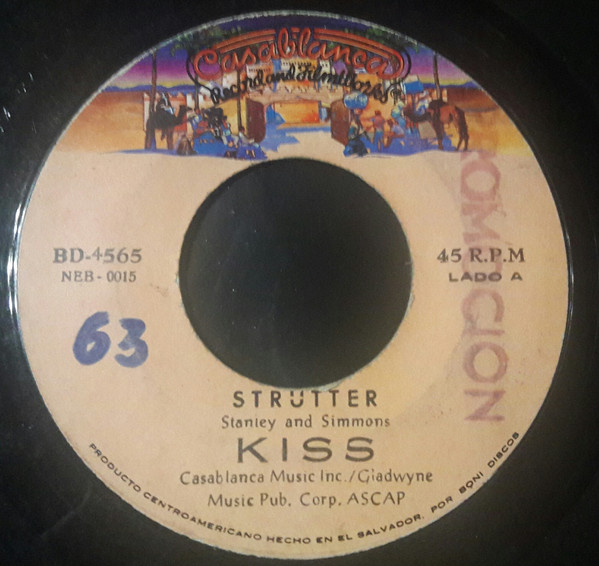 Casablanca
Record and FilmWorks
BD-4565
NEB-0015
45 R.P.M
LADO A
63
PROMOCION
STRUTTER
Stanley and Simmons
KISS
Casablanca Music Inc./Gladwyne
Music Pub. Corp. ASCAP
PRODUCTO CENTROAMERICANO HECHO EN EL SALVADOR, POR BONI DISCOS